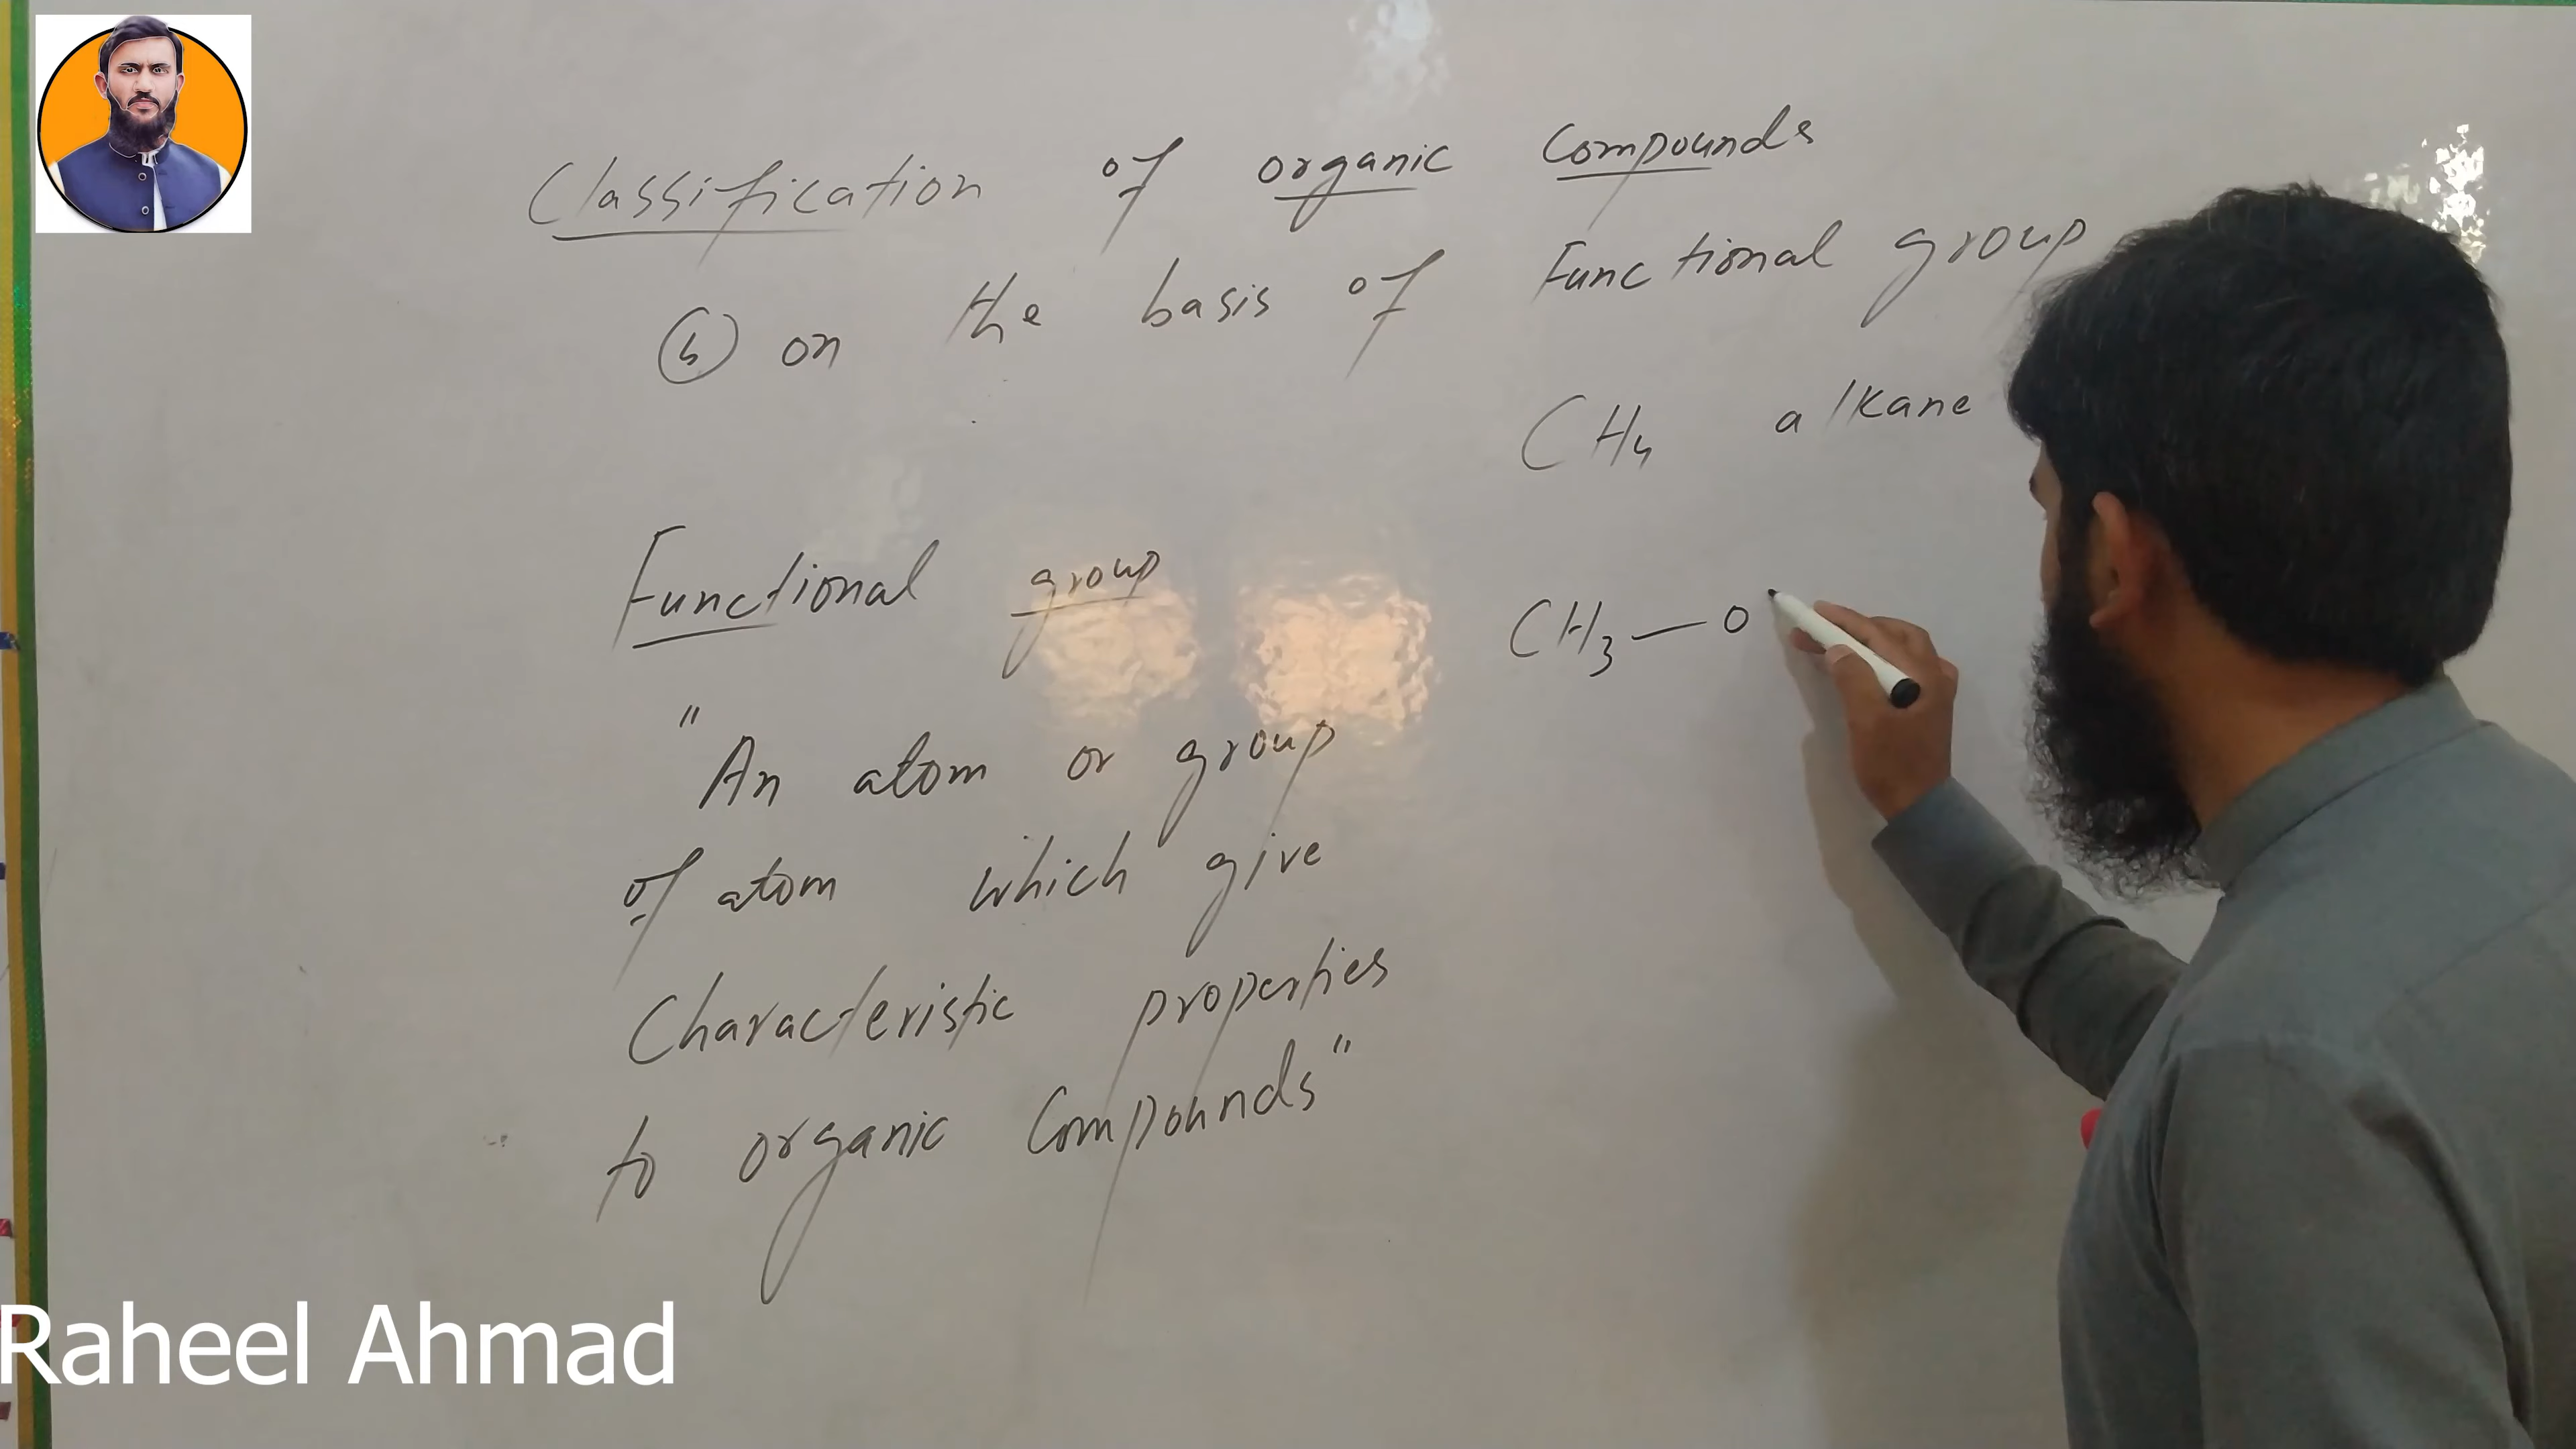 Classification of organic Compounds
(b) on the basis of Functional group
CH4 alkane
Functional group
CH3—O
"An atom or group
of atom which give
Characteristic properties
to organic Compounds"
Raheel Ahmad